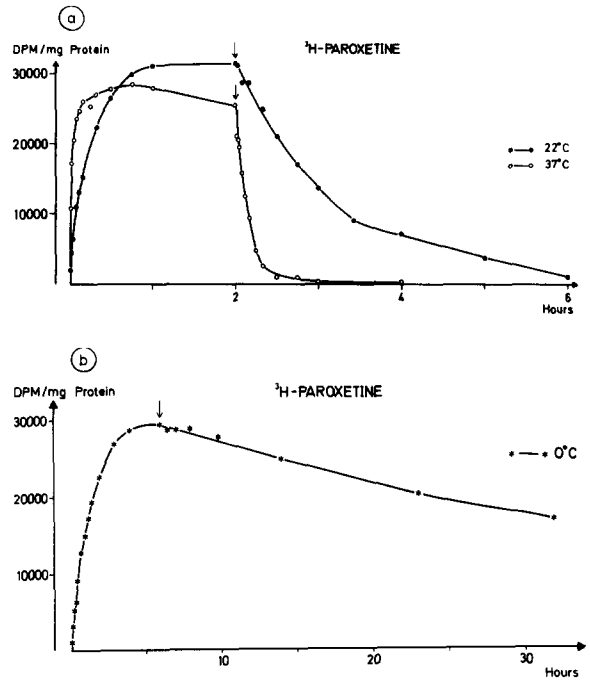 a
DPM/mg Protein
³H-PAROXETINE
30000
20000
10000
22°C
37°C
2
4
6
Hours
b
DPM/mg Protein
³H-PAROXETINE
30000
20000
10000
0°C
10
20
30
Hours